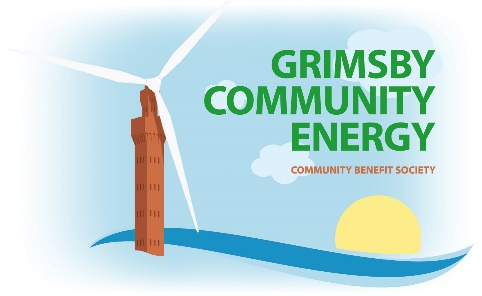 GRIMSBY
COMMUNITY
ENERGY
COMMUNITY BENEFIT SOCIETY